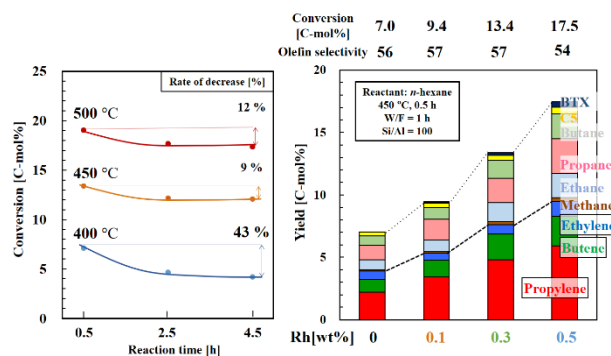 Conversion
[C-mol%]
7.0 9.4 13.4 17.5
Olefin selectivity 56 57 57 54
Conversion [C-mol%]
25
20
15
10
5
0
Rate of decrease [%]
500 °C
12 %
450 °C
9 %
400 °C
43 %
0.5 2.5 4.5
Reaction time [h]
Yield [C-mol%]
20
15
10
5
0
Reactant: n-hexane
450 °C, 0.5 h
W/F = 1 h
Si/Al = 100
BTX
C5
Butane
Propane
Ethane
Methane
Ethylene
Butene
Propylene
Rh[wt%] 0 0.1 0.3 0.5